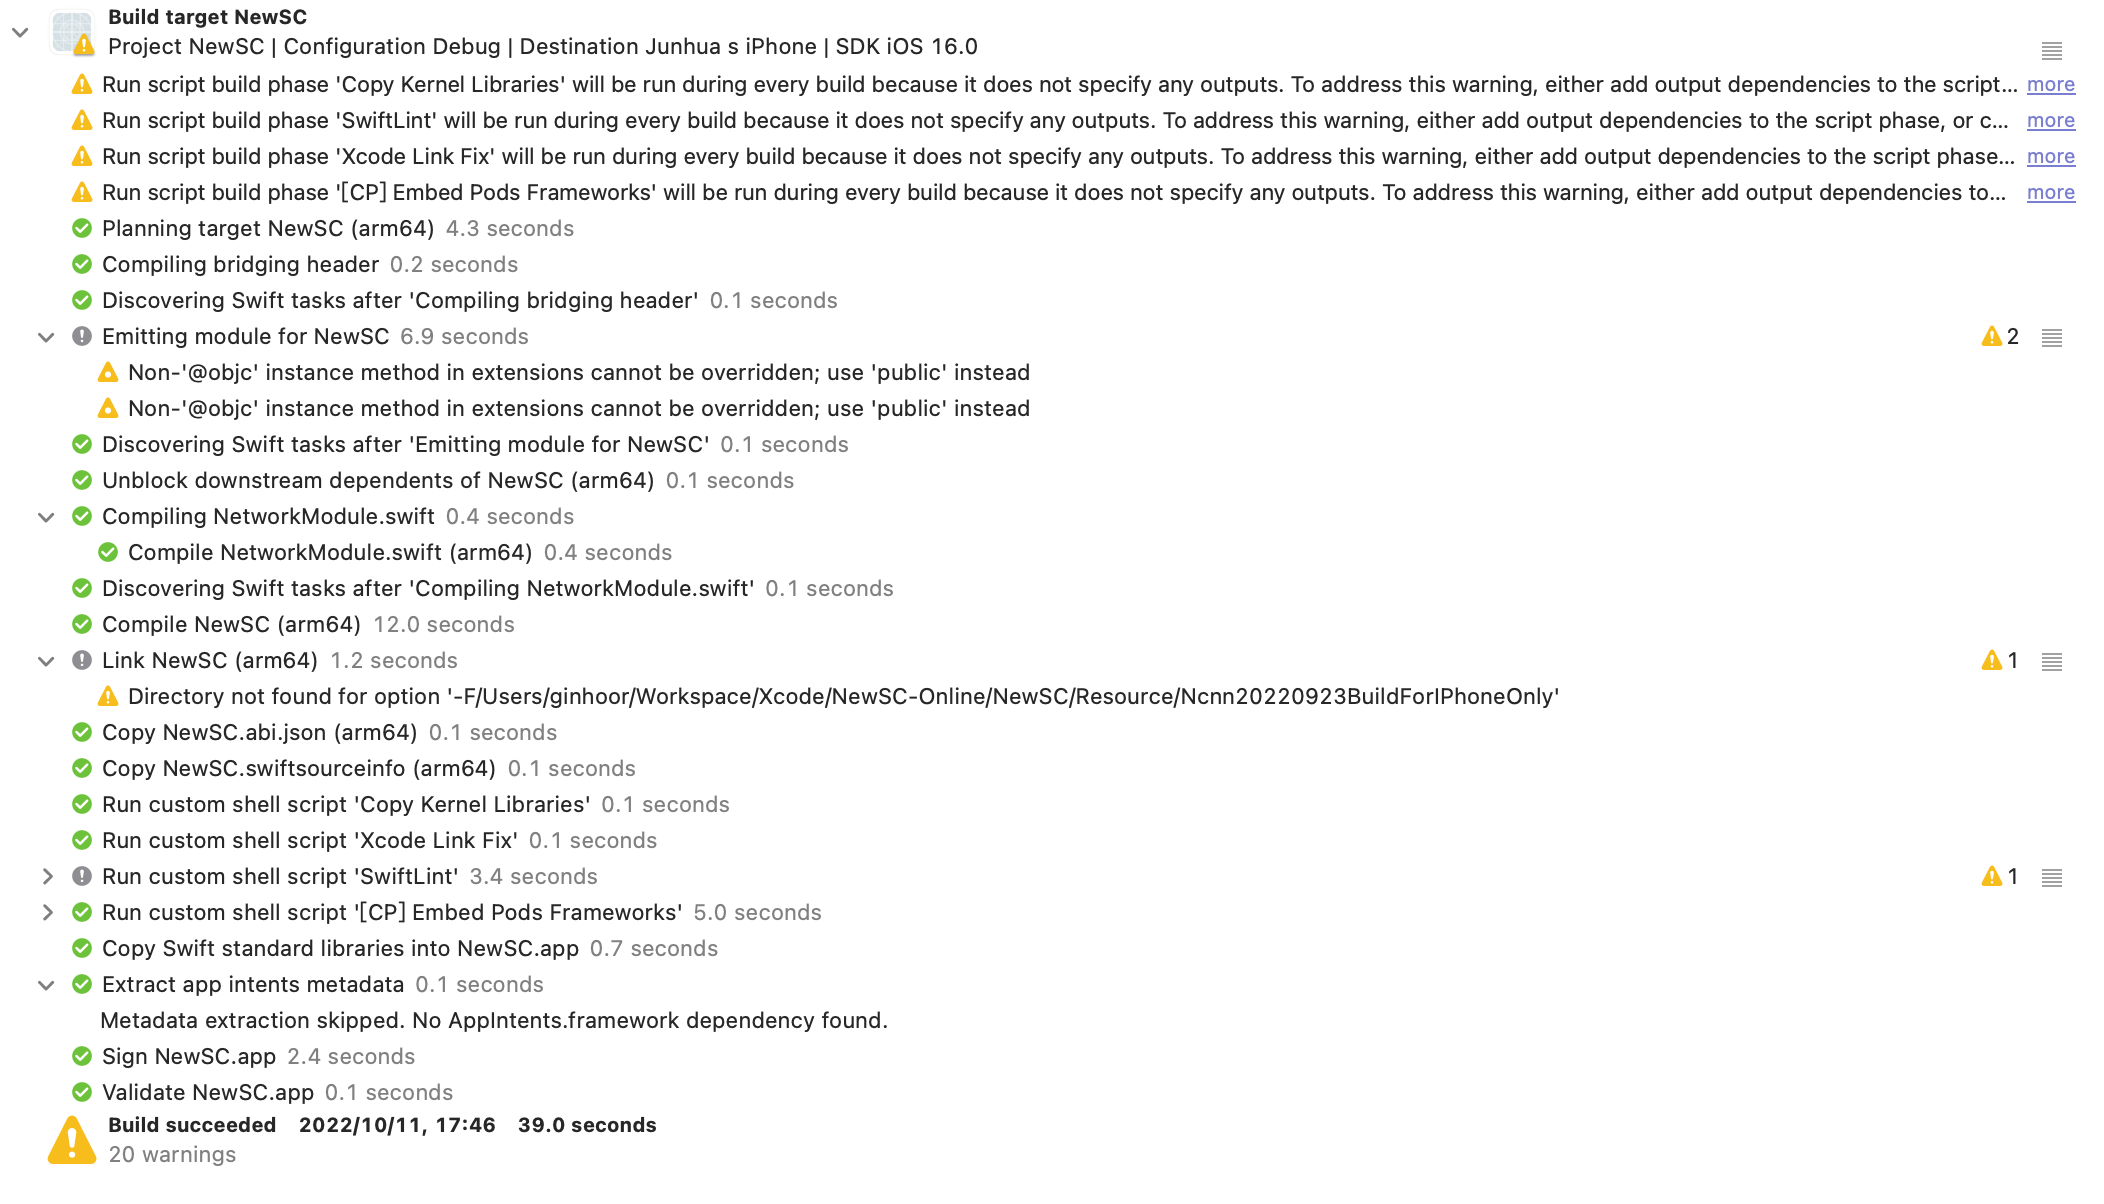 Build target NewSC
Project NewSC | Configuration Debug | Destination Junhua s iPhone | SDK iOS 16.0
Run script build phase 'Copy Kernel Libraries' will be run during every build because it does not specify any outputs. To address this warning, either add output dependencies to the script... more
Run script build phase 'SwiftLint' will be run during every build because it does not specify any outputs. To address this warning, either add output dependencies to the script phase, or c... more
Run script build phase 'Xcode Link Fix' will be run during every build because it does not specify any outputs. To address this warning, either add output dependencies to the script phase... more
Run script build phase '[CP] Embed Pods Frameworks' will be run during every build because it does not specify any outputs. To address this warning, either add output dependencies to... more
Planning target NewSC (arm64) 4.3 seconds
Compiling bridging header 0.2 seconds
Discovering Swift tasks after 'Compiling bridging header' 0.1 seconds
Emitting module for NewSC 6.9 seconds 2
Non-'@objc' instance method in extensions cannot be overridden; use 'public' instead
Non-'@objc' instance method in extensions cannot be overridden; use 'public' instead
Discovering Swift tasks after 'Emitting module for NewSC' 0.1 seconds
Unblock downstream dependents of NewSC (arm64) 0.1 seconds
Compiling NetworkModule.swift 0.4 seconds
Compile NetworkModule.swift (arm64) 0.4 seconds
Discovering Swift tasks after 'Compiling NetworkModule.swift' 0.1 seconds
Compile NewSC (arm64) 12.0 seconds
Link NewSC (arm64) 1.2 seconds 1
Directory not found for option '-F/Users/ginhoor/Workspace/Xcode/NewSC-Online/NewSC/Resource/Ncnn20220923BuildForIPhoneOnly'
Copy NewSC.abi.json (arm64) 0.1 seconds
Copy NewSC.swiftsourceinfo (arm64) 0.1 seconds
Run custom shell script 'Copy Kernel Libraries' 0.1 seconds
Run custom shell script 'Xcode Link Fix' 0.1 seconds
Run custom shell script 'SwiftLint' 3.4 seconds 1
Run custom shell script '[CP] Embed Pods Frameworks' 5.0 seconds
Copy Swift standard libraries into NewSC.app 0.7 seconds
Extract app intents metadata 0.1 seconds
Metadata extraction skipped. No AppIntents.framework dependency found.
Sign NewSC.app 2.4 seconds
Validate NewSC.app 0.1 seconds
Build succeeded 2022/10/11, 17:46 39.0 seconds
20 warnings